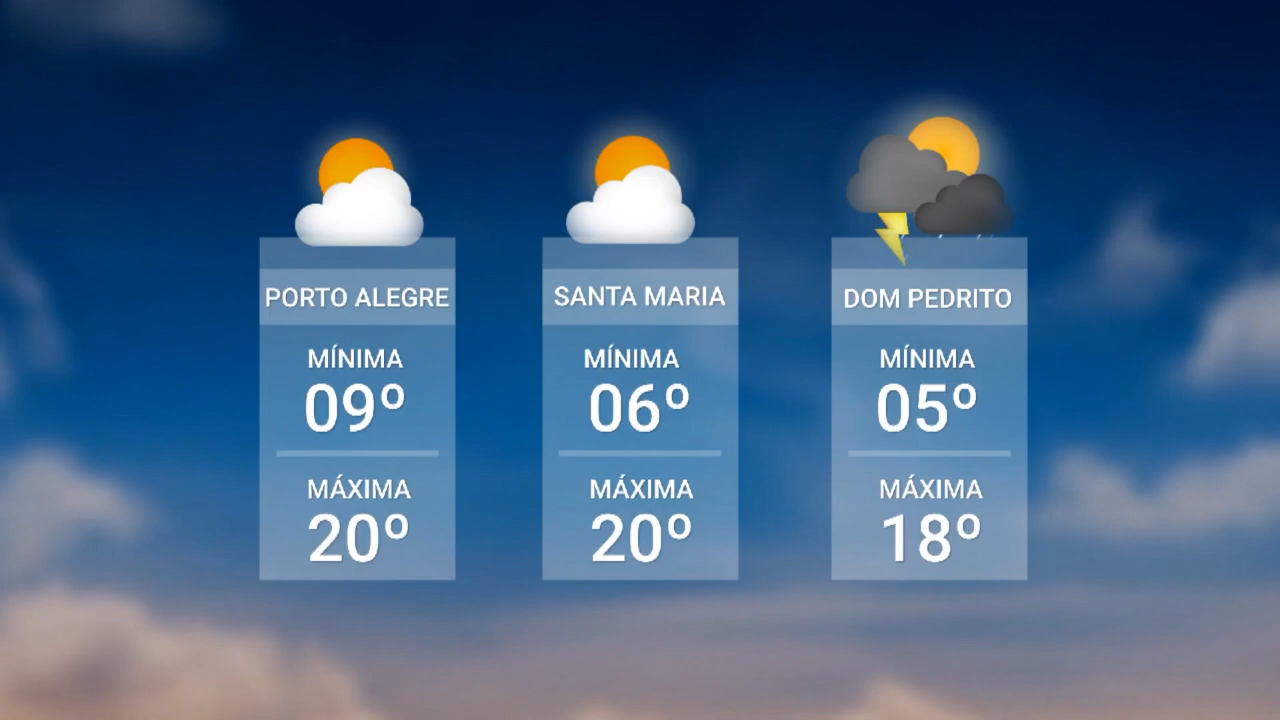 PORTO ALEGRE
MÍNIMA
09º
MÁXIMA
20º
SANTA MARIA
MÍNIMA
06º
MÁXIMA
20º
DOM PEDRITO
MÍNIMA
05º
MÁXIMA
18º